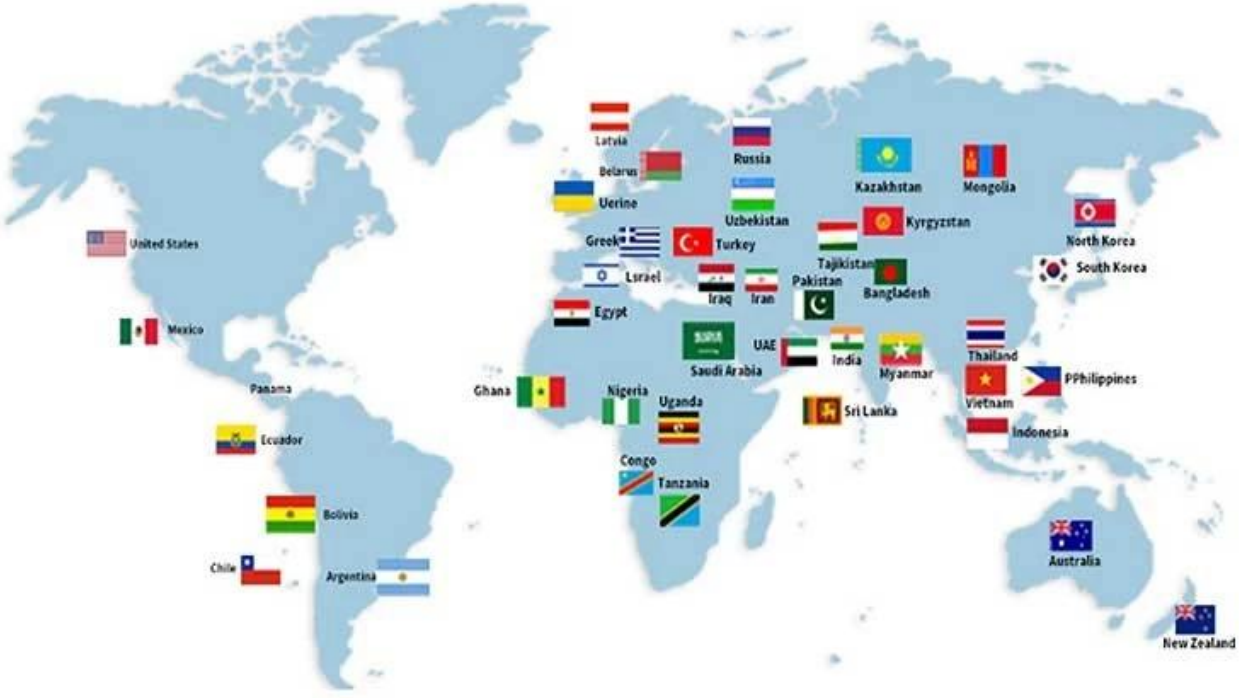 Latvia
Russia
Belarus
Kazakhstan
Mongolia
Uerine
Uzbekistan
Kyrgyzstan
North Korea
United States
Greek
Turkey
Tajikistan
South Korea
Lsrael
Iraq
Iran
Pakistan
Bangladesh
Egypt
Mexico
Saudi Arabia
UAE
India
Myanmar
Thailand
Panama
Ghana
Nigeria
Uganda
Vietnam
PPhilippines
Sri Lanka
Indonesia
Ecuador
Congo
Tanzania
Bolivia
Chile
Argentina
Australia
New Zealand